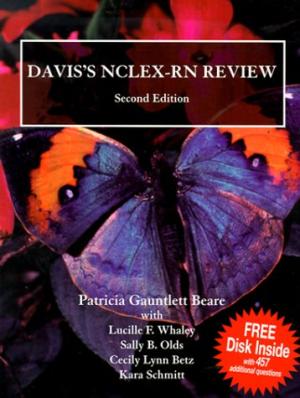 DAVIS'S NCLEX-RN REVIEW
Second Edition
Patricia Gauntlett Beare
with
Lucille F. Whaley
Sally B. Olds
Cecily Lynn Betz
Kara Schmitt
FREE
Disk Inside
with 457
additional questions